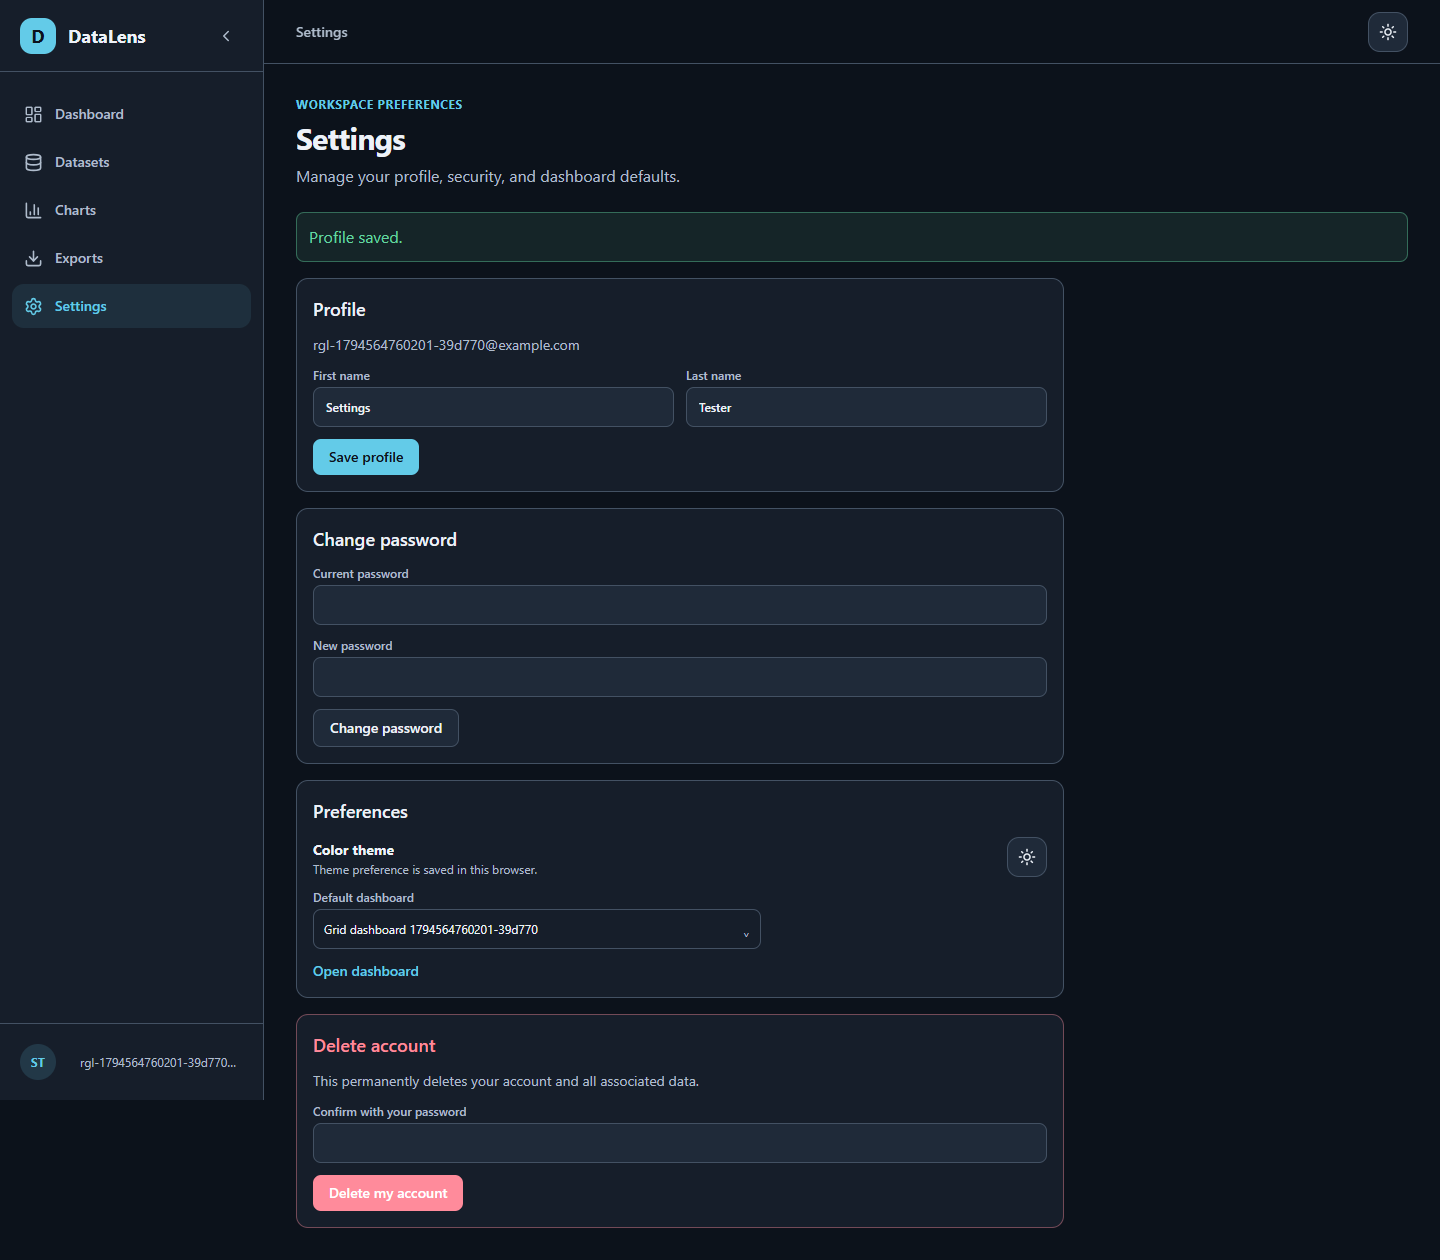 D
DataLens
Settings
Dashboard
Datasets
Charts
Exports
Settings
ST
rgl-1794564760201-39d770...
WORKSPACE PREFERENCES
Settings
Manage your profile, security, and dashboard defaults.
Profile saved.
Profile
rgl-1794564760201-39d770@example.com
First name
Last name
Settings
Tester
Save profile
Change password
Current password
New password
Change password
Preferences
Color theme
Theme preference is saved in this browser.
Default dashboard
Grid dashboard 1794564760201-39d770
Open dashboard
Delete account
This permanently deletes your account and all associated data.
Confirm with your password
Delete my account